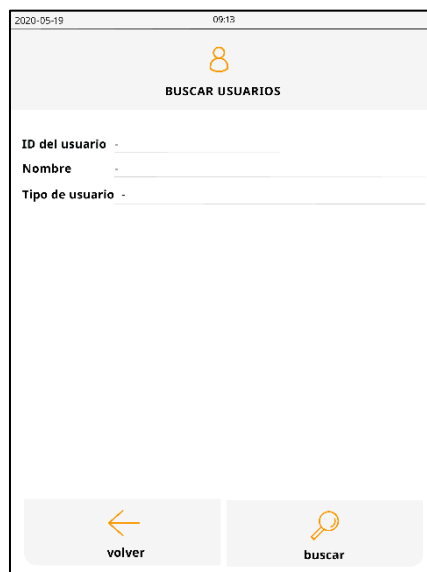 2020-05-19 09:13
BUSCAR USUARIOS
ID del usuario -
Nombre -
Tipo de usuario -
volver buscar